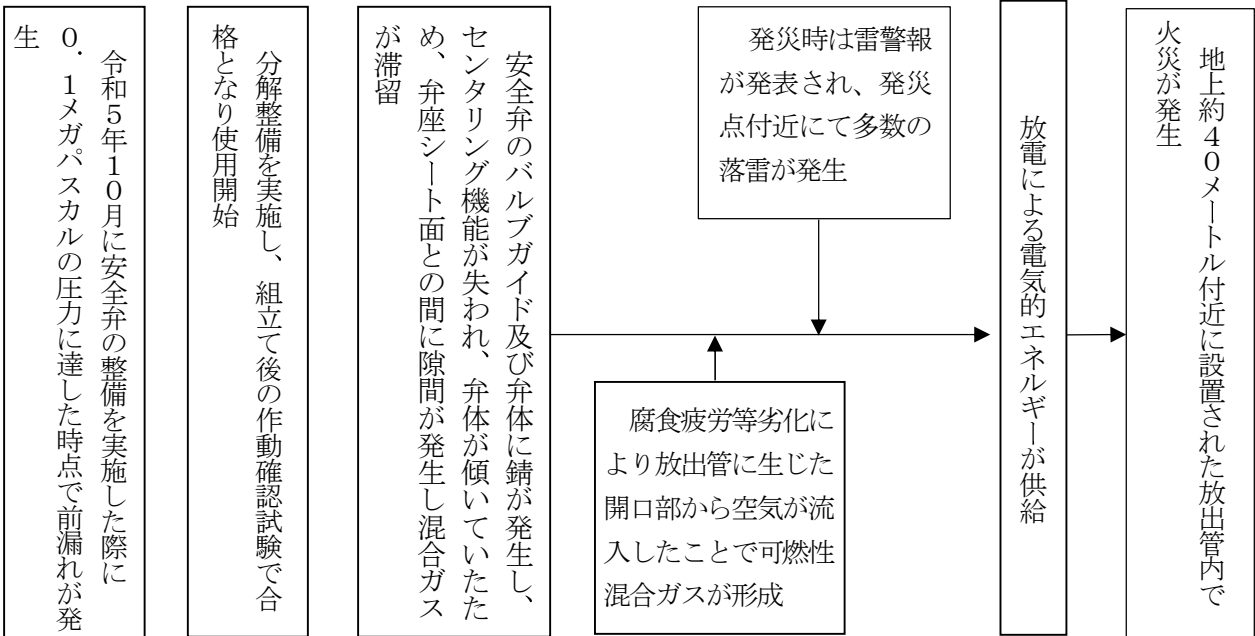 令和５年１０月に安全弁の整備を実施した際に
０．１メガパスカルの圧力に達した時点で前漏れが発
生
分解整備を実施し、組立て後の作動確認試験で合
格となり使用開始
安全弁のバルブガイド及び弁体に錆が発生し、
センタリング機能が失われ、弁体が傾いていたた
め、弁座シート面との間に隙間が発生し混合ガス
が滞留
発災時は雷警報
が発表され、発災
点付近にて多数の
落雷が発生
腐食疲労等劣化に
より放出管に生じた
開口部から空気が流
入したことで可燃性
混合ガスが形成
放電による電気的エネルギーが供給
地上約４０メートル付近に設置された放出管内で
火災が発生